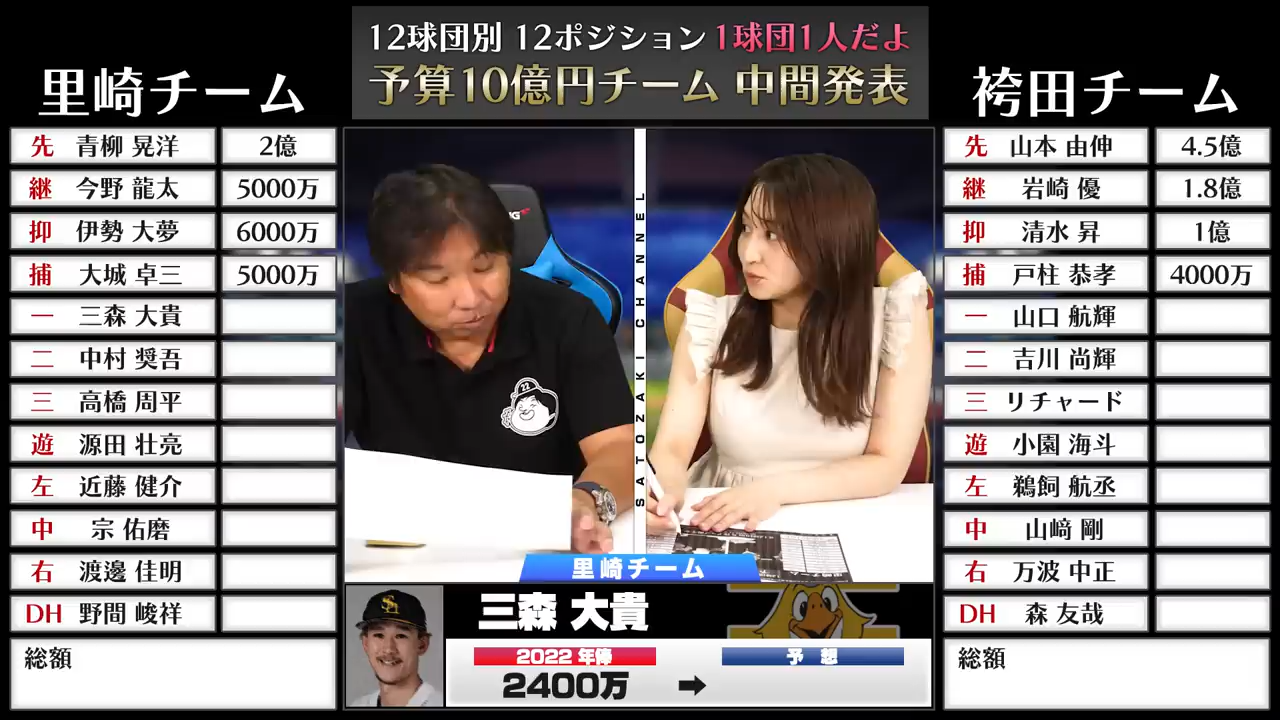 12球団別 12ポジション 1球団1人だよ
予算10億円チーム 中間発表
里崎チーム
先 青柳 晃洋 2億
継 今野 龍太 5000万
抑 伊勢 大夢 6000万
捕 大城 卓三 5000万
一 三森 大貴
二 中村 奨吾
三 高橋 周平
遊 源田 壮亮
左 近藤 健介
中 宗 佑磨
右 渡邊 佳明
DH 野間 峻祥
総額
SATOZAKI CHANNEL
22
里崎チーム
SH
三森 大貴
2022 年俸
2400万
➡
予想
袴田チーム
先 山本 由伸 4.5億
継 岩崎 優 1.8億
抑 清水 昇 1億
捕 戸柱 恭孝 4000万
一 山口 航輝
二 吉川 尚輝
三 リチャード
遊 小園 海斗
左 鵜飼 航丞
中 山﨑 剛
右 万波 中正
DH 森 友哉
総額